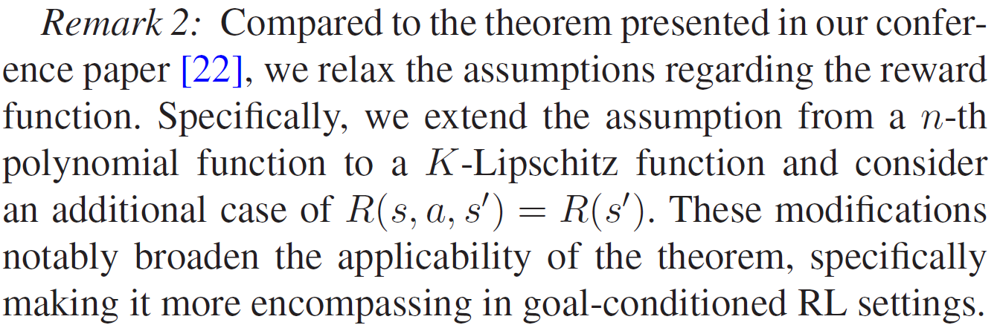 Remark 2: Compared to the theorem presented in our confer-
ence paper [22], we relax the assumptions regarding the reward
function. Specifically, we extend the assumption from a n-th
polynomial function to a K-Lipschitz function and consider
an additional case of R(s, a, s′) = R(s′). These modifications
notably broaden the applicability of the theorem, specifically
making it more encompassing in goal-conditioned RL settings.